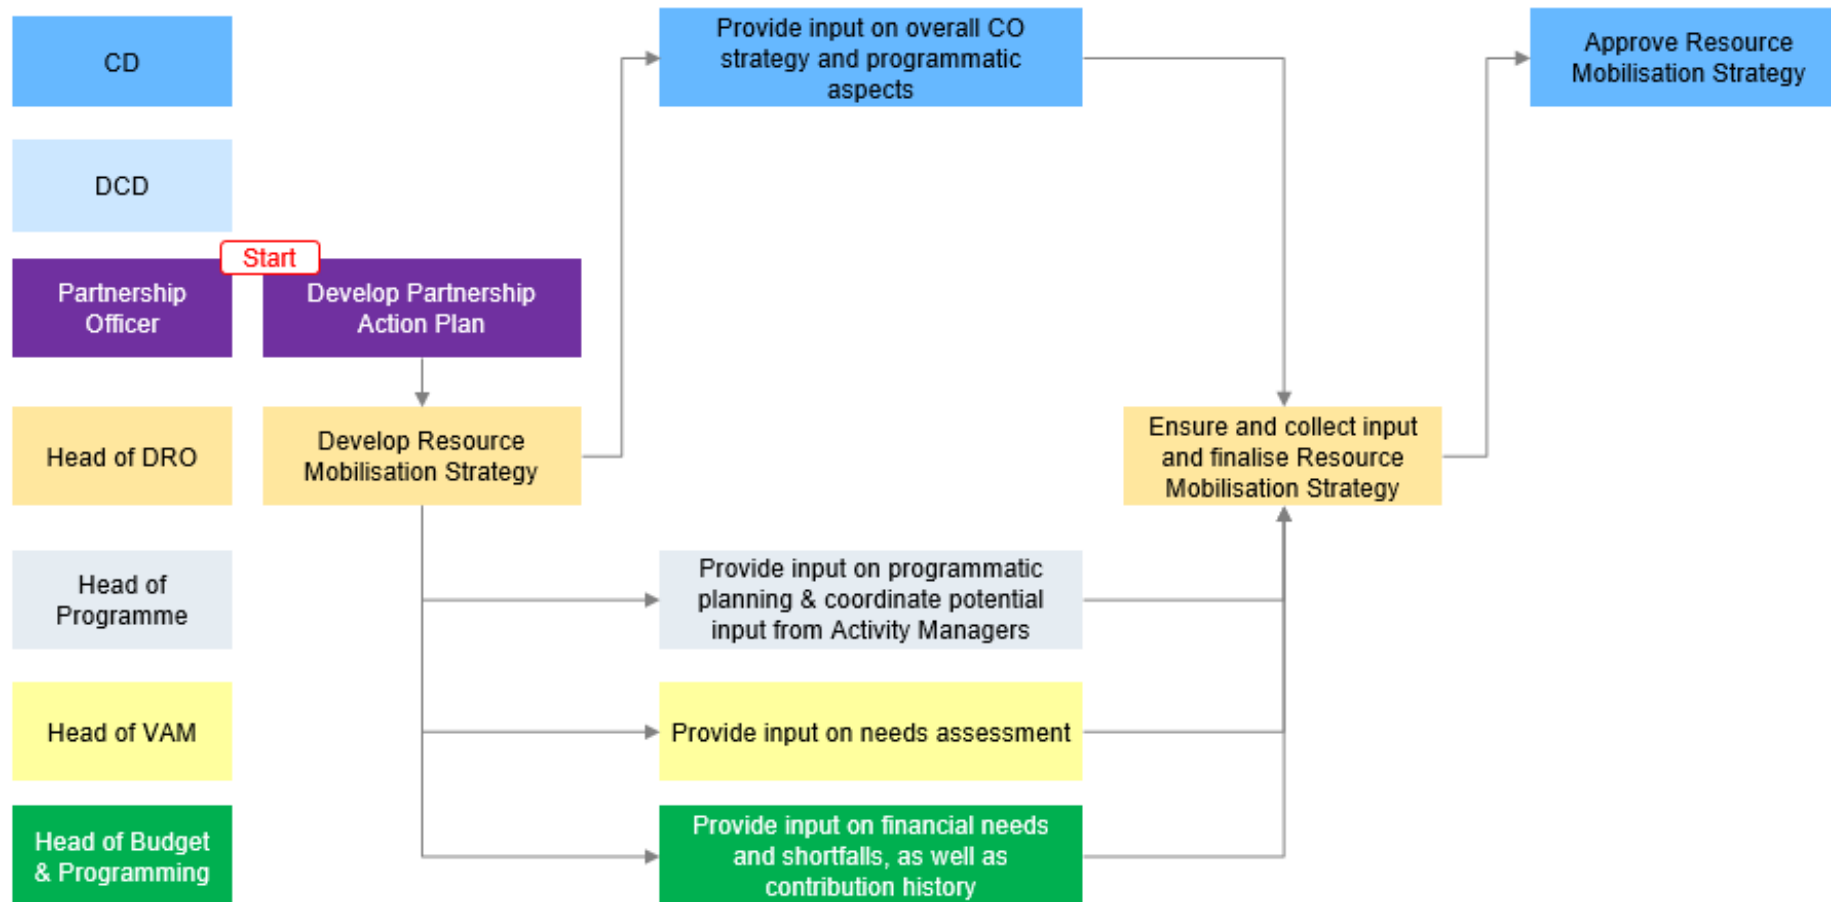 CD
Provide input on overall CO
strategy and programmatic
aspects
Approve Resource
Mobilisation Strategy
DCD
Start
Partnership
Officer
Develop Partnership
Action Plan
Head of DRO
Develop Resource
Mobilisation Strategy
Ensure and collect input
and finalise Resource
Mobilisation Strategy
Head of
Programme
Provide input on programmatic
planning & coordinate potential
input from Activity Managers
Head of VAM
Provide input on needs assessment
Head of Budget
& Programming
Provide input on financial needs
and shortfalls, as well as
contribution history